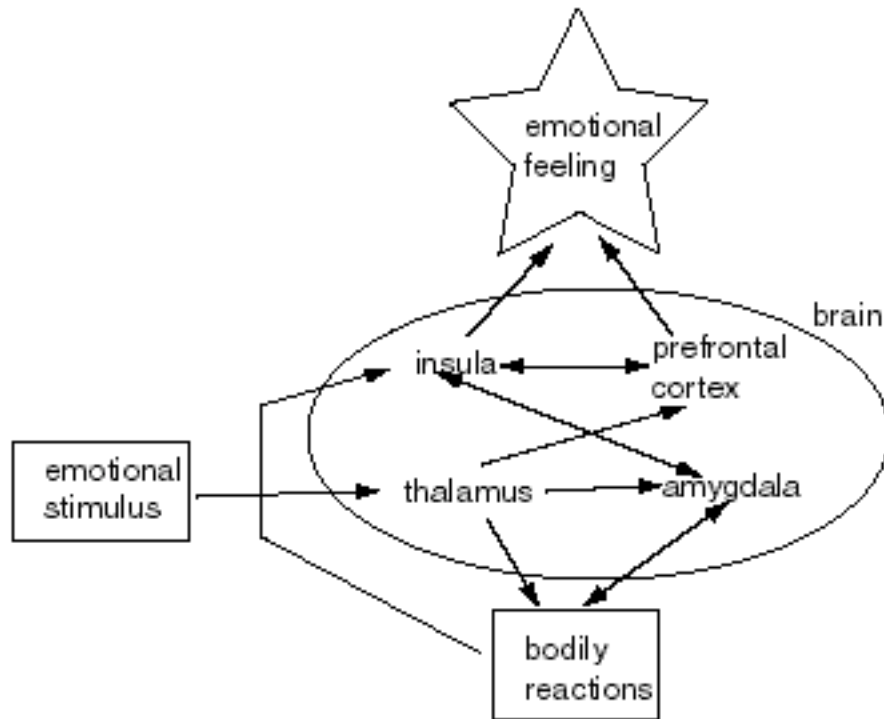 emotional
feeling
brain
insula
prefrontal
cortex
emotional
stimulus
thalamus
amygdala
bodily
reactions